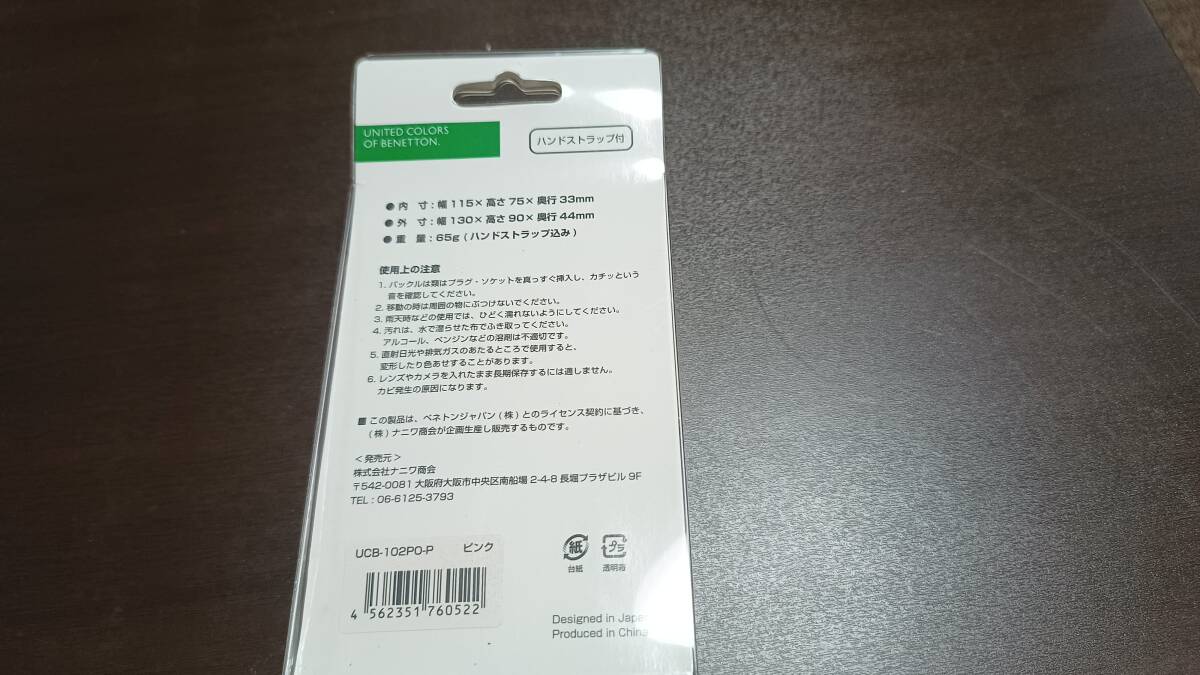 UNITED COLORS
OF BENETTON.
ハンドストラップ付
● 内 寸 : 幅 115× 高さ 75× 奥行 33mm
● 外 寸 : 幅 130× 高さ 90× 奥行 44mm
● 重 量 : 65g ( ハンドストラップ込み )
使用上の注意
1. バックルは類はプラグ・ソケットを真っすぐ挿入し、カチッという
音を確認してください。
2. 移動の時は周囲の物にぶつけないでください。
3. 雨天時などの使用では、ひどく濡れないようにしてください。
4. 汚れは、水で湿らせた布でふき取ってください。
アルコール、ベンジンなどの溶剤は不適切です。
5. 直射日光や排気ガスのあたるところで使用すると、
変形したり色あせすることがあります。
6. レンズやカメラを入れたまま長期保存するには適しません。
カビ発生の原因になります。
■ この製品は、ベネトンジャパン ( 株 ) とのライセンス契約に基づき、
( 株 ) ナニワ商会が企画生産し販売するものです。
＜発売元＞
株式会社ナニワ商会
〒542-0081 大阪府大阪市中央区南船場 2-4-8 長堀プラザビル 9F
TEL : 06-6125-3793
UCB-102PO-P ピンク
紙 プラ
台紙 透明箱
4 562351 760522
Designed in Japan
Produced in China